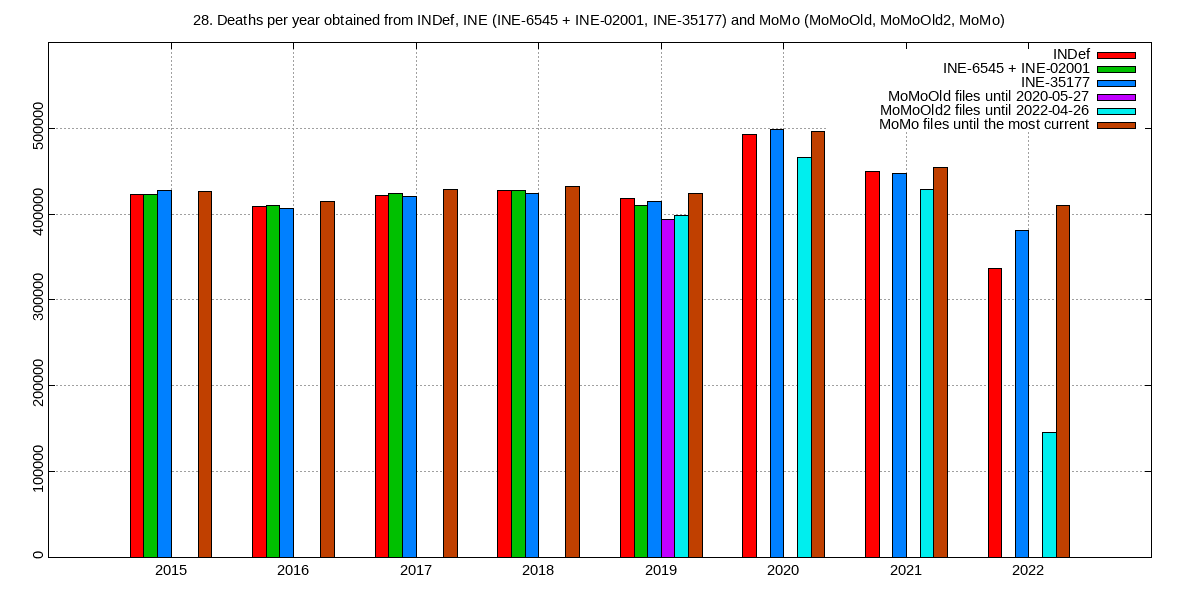 28. Deaths per year obtained from INDef, INE (INE-6545 + INE-02001, INE-35177) and MoMo (MoMoOld, MoMoOld2, MoMo)
INDef
INE-6545 + INE-02001
INE-35177
MoMoOld files until 2020-05-27
MoMoOld2 files until 2022-04-26
MoMo files until the most current
500000
400000
300000
200000
100000
0
2015 2016 2017 2018 2019 2020 2021 2022